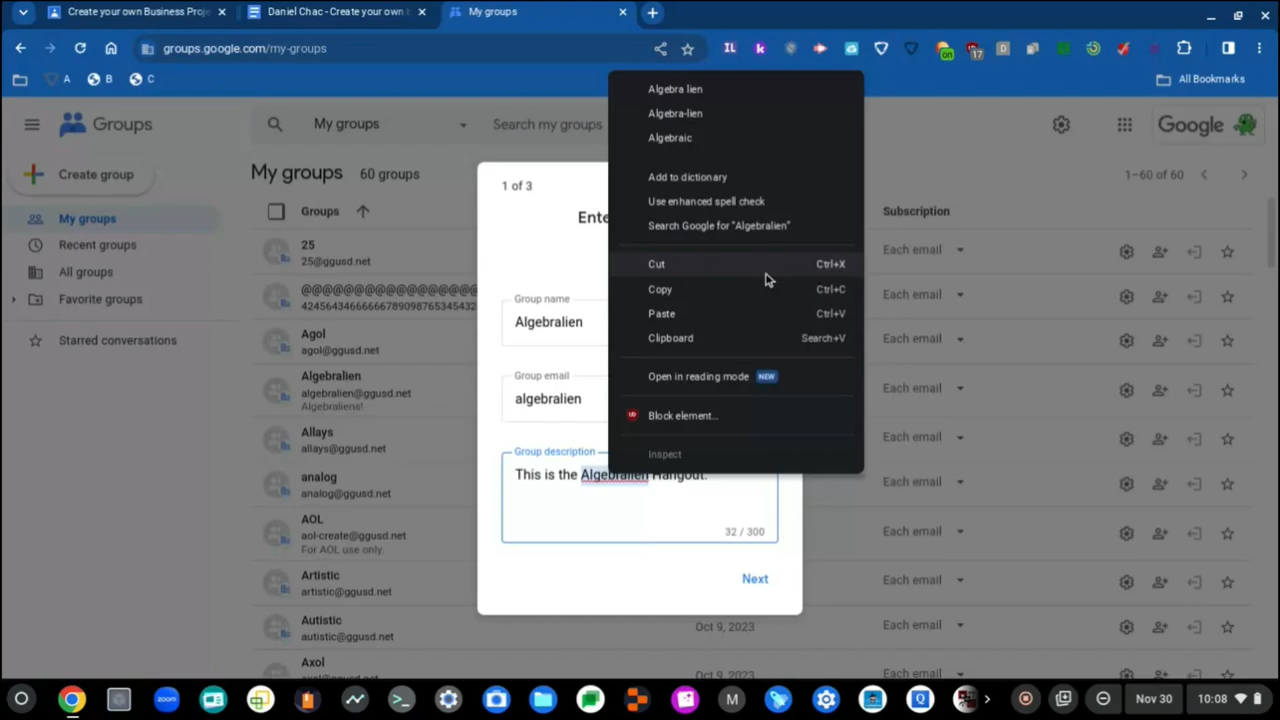 Create your own Business Proje
Daniel Chac - Create your own b
My groups
groups.google.com/my-groups
IL
k
on
17
D
A
B
C
All Bookmarks
Groups
My groups
Search my groups
Google
Create group
My groups
Recent groups
All groups
Favorite groups
Starred conversations
My groups 60 groups
1–60 of 60
Groups
Subscription
25
25@ggusd.net
Each email
@@@@@@@@@@@@@@@@@@
Each email
Agol
agol@ggusd.net
Each email
Algebralien
algebralien@ggusd.net
Algebraliens!
Each email
Allays
allays@ggusd.net
Each email
analog
analog@ggusd.net
Each email
AOL
aol-create@ggusd.net
For AOL use only.
Each email
Artistic
artistic@ggusd.net
Each email
Autistic
autistic@ggusd.net
Oct 9, 2023
Each email
Axol
Each email
1 of 3
Ente
Group name
Algebralien
Group email
algebralien
Group description
This is the Algebralien Hangout.
32 / 300
Next
Algebra lien
Algebra-lien
Algebraic
Add to dictionary
Use enhanced spell check
Search Google for "Algebralien"
Cut Ctrl+X
Copy Ctrl+C
Paste Ctrl+V
Clipboard Search+V
Open in reading mode NEW
Block element...
Inspect
zoom
M
Q
Nov 30
10:08